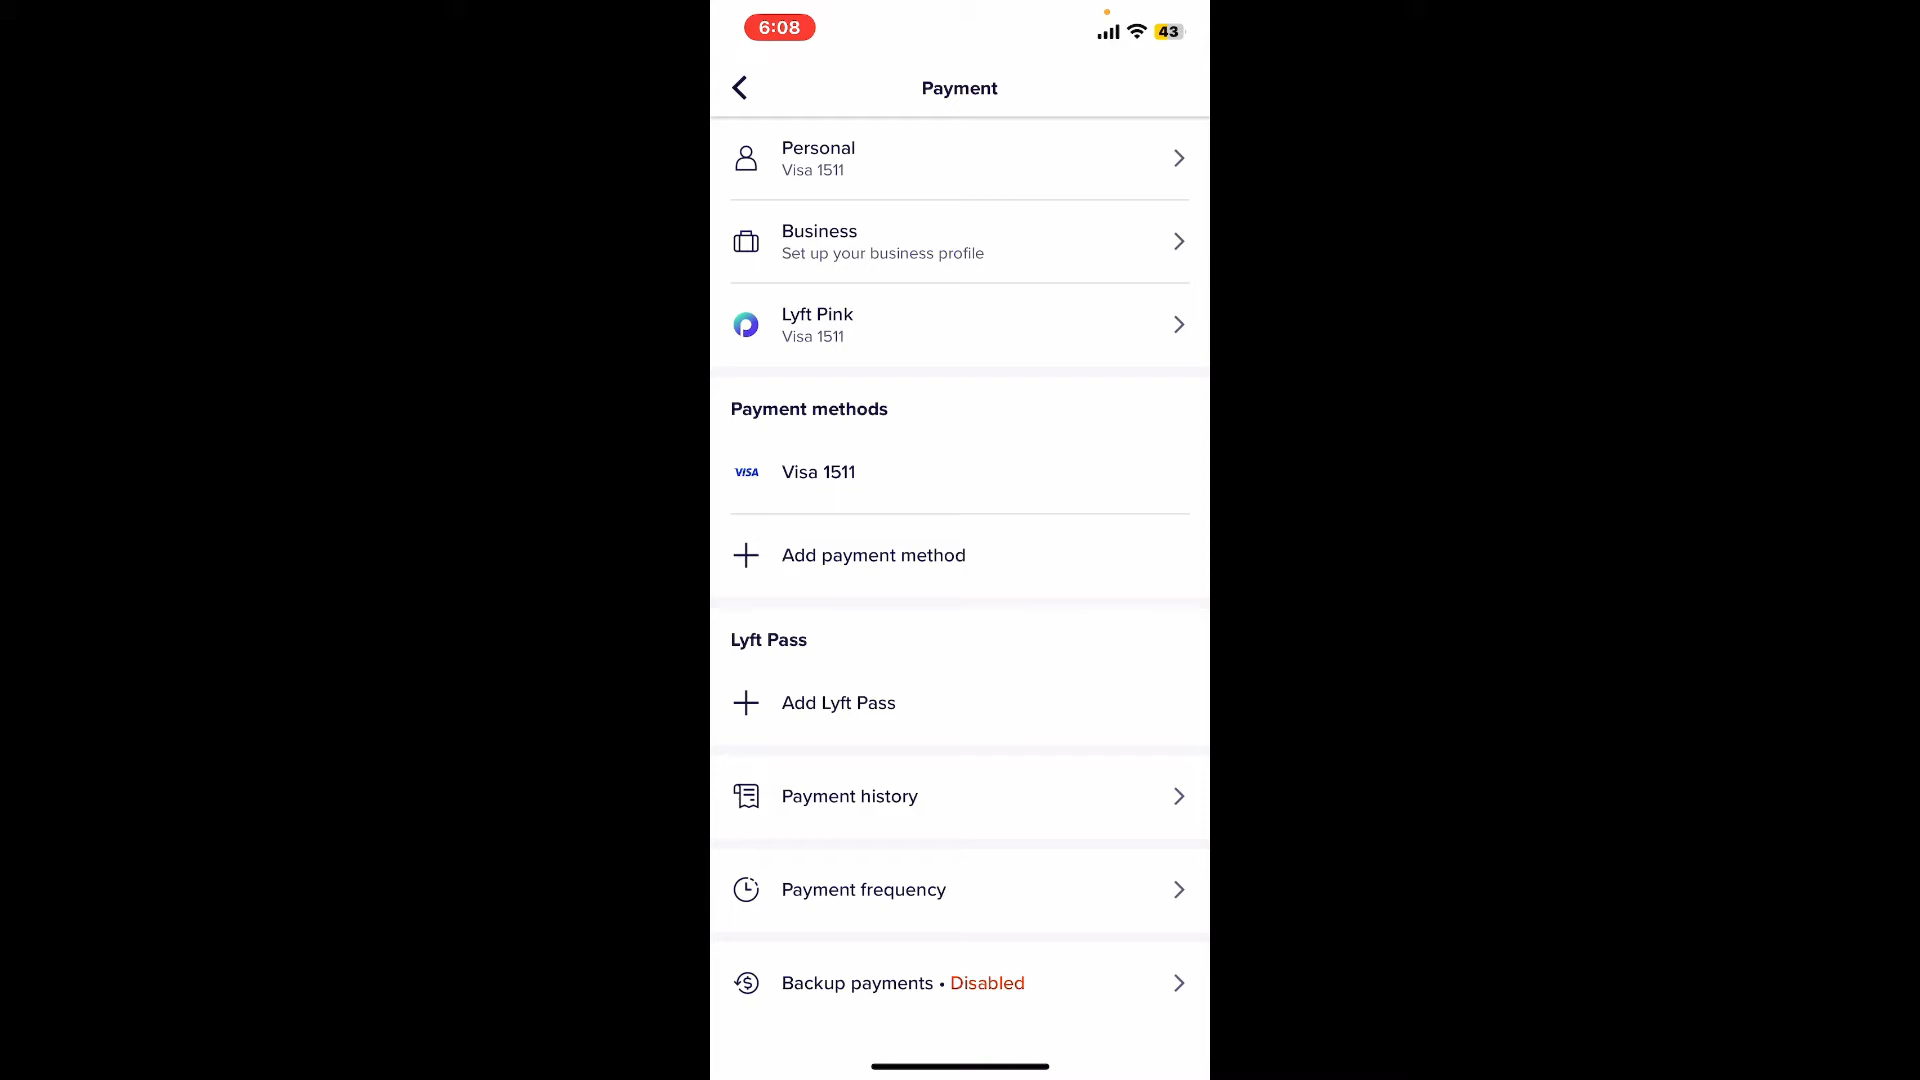 6:08
43
Payment
Personal
Visa 1511
Business
Set up your business profile
Lyft Pink
Visa 1511
Payment methods
VISA Visa 1511
Add payment method
Lyft Pass
Add Lyft Pass
Payment history
Payment frequency
Backup payments • Disabled